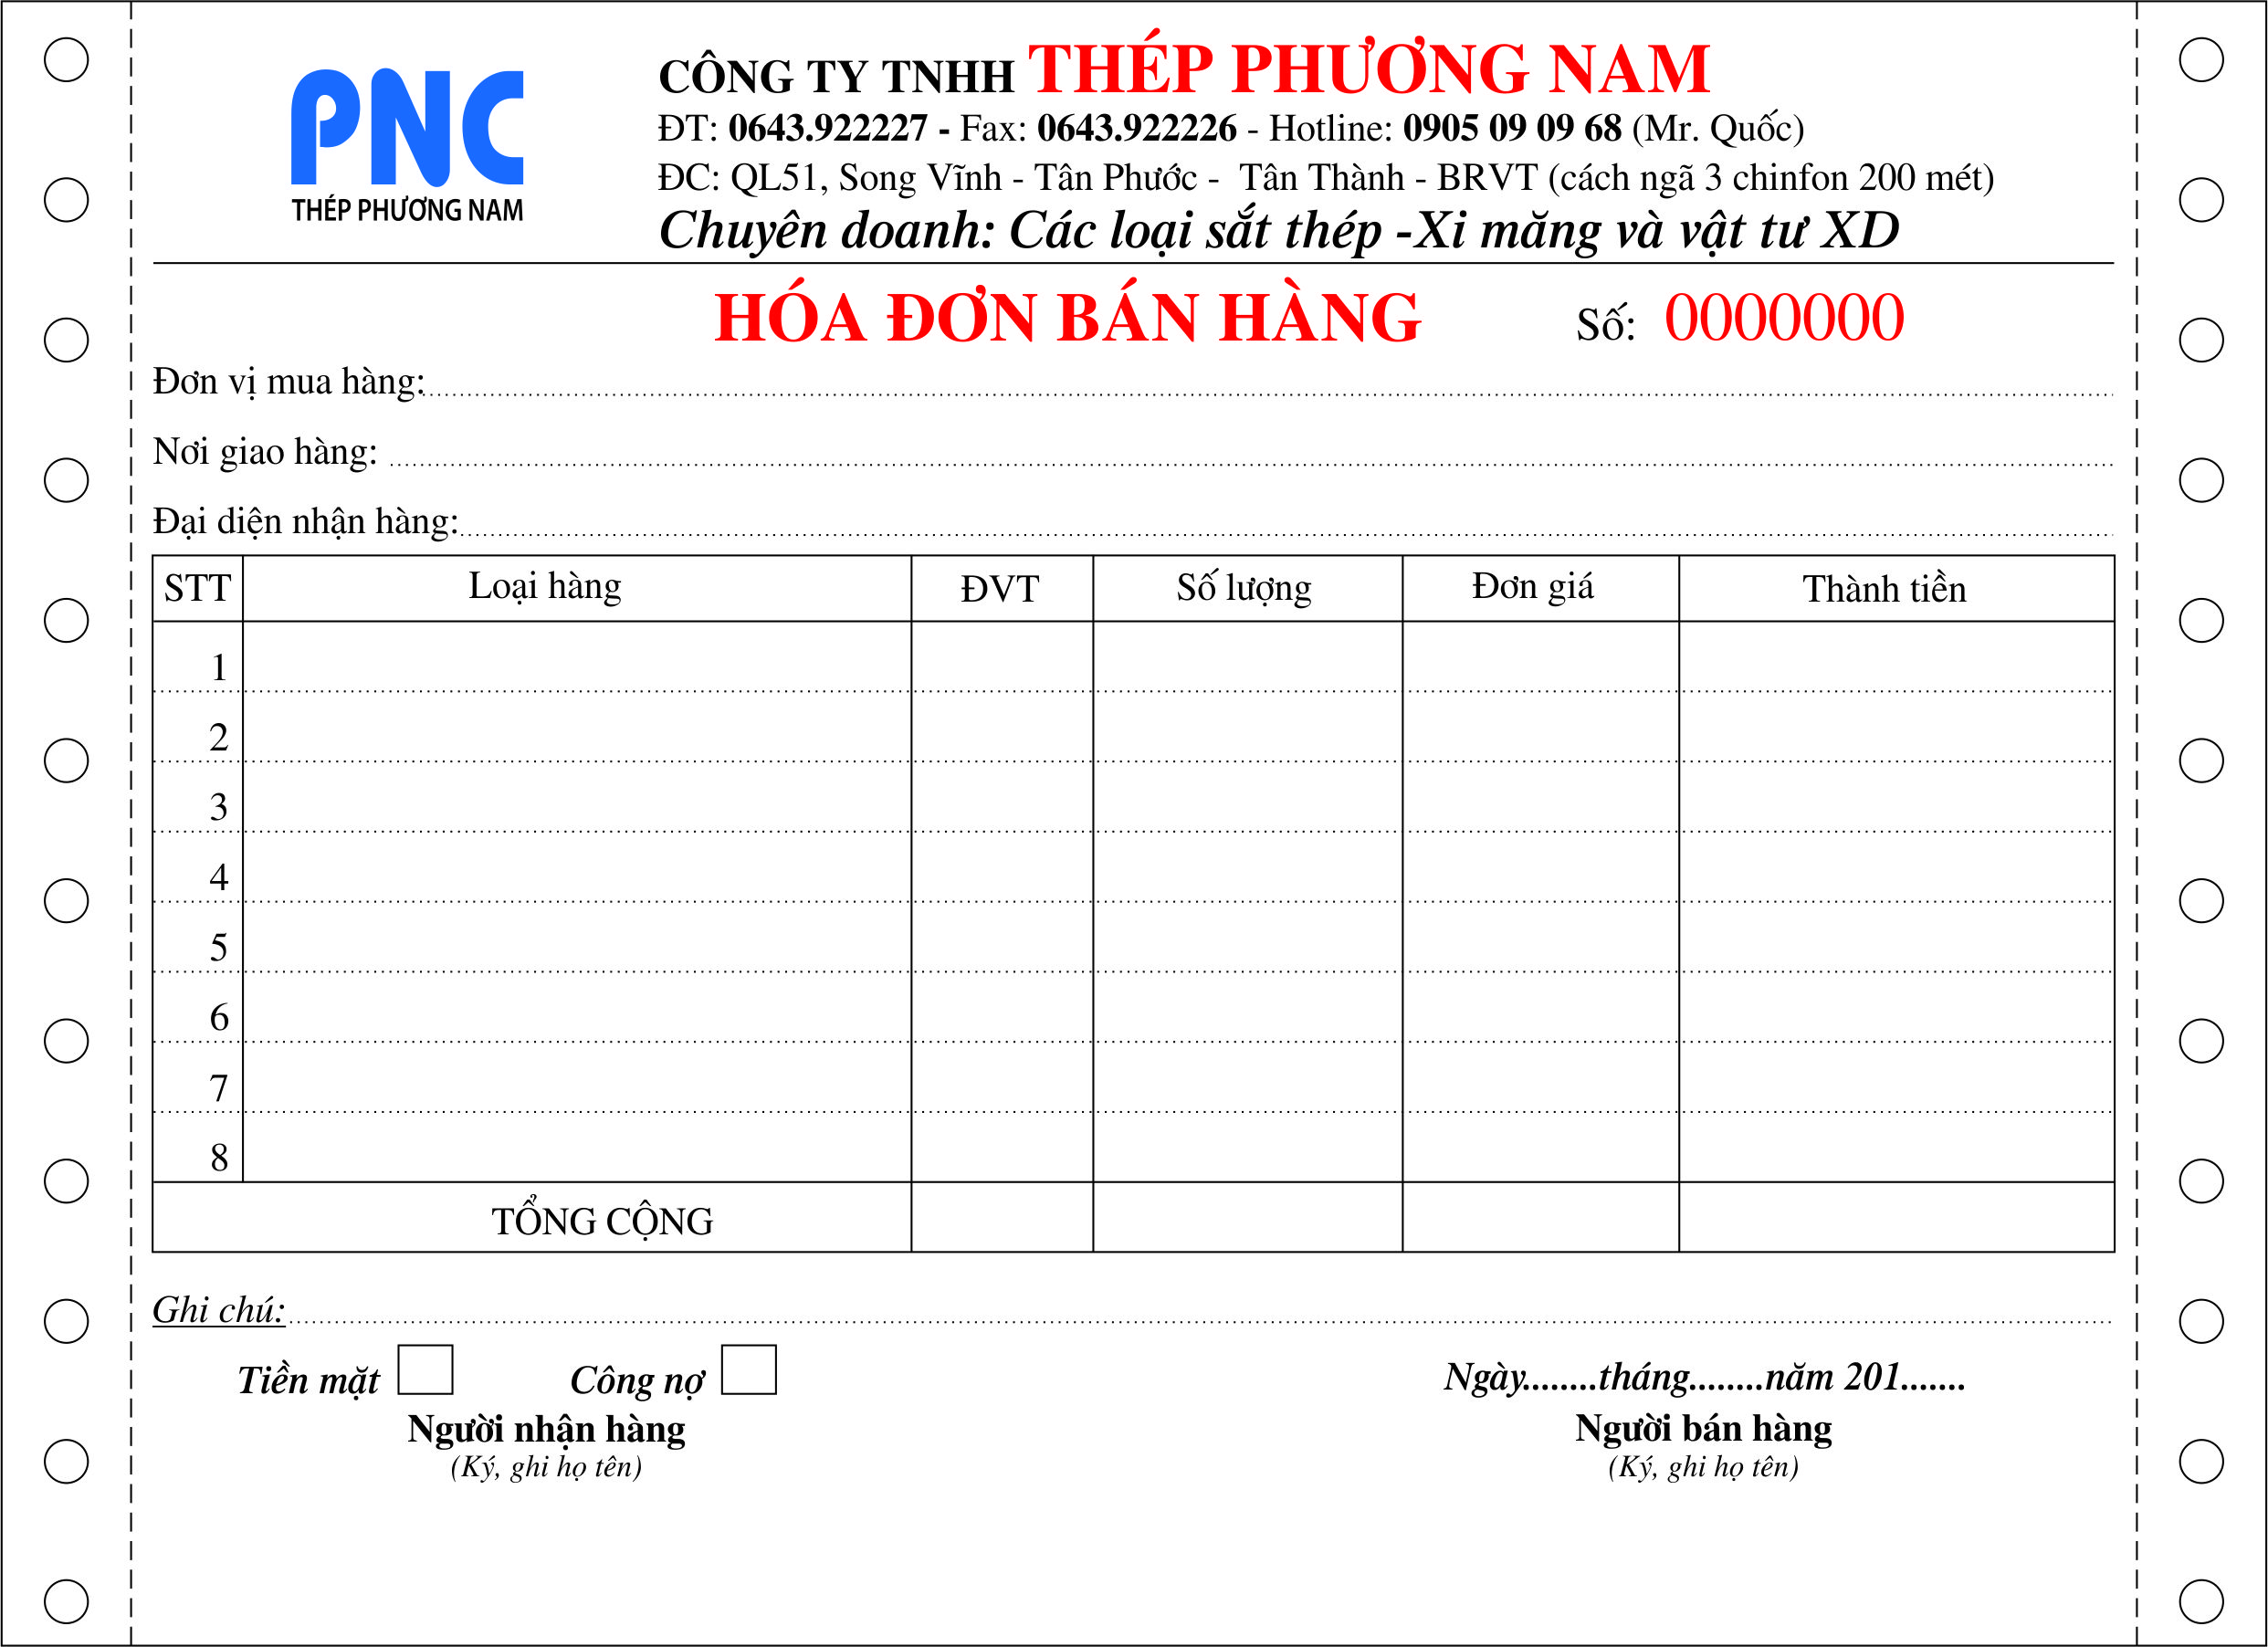 PNC
THÉP PHƯƠNG NAM
CÔNG TY TNHH THÉP PHƯƠNG NAM
ĐT: 0643.922227 - Fax: 0643.922226 - Hotline: 0905 09 09 68 (Mr. Quốc)
ĐC: QL51, Song Vĩnh - Tân Phước - Tân Thành - BRVT (cách ngã 3 chinfon 200 mét)
Chuyên doanh: Các loại sắt thép -Xi măng và vật tư XD
HÓA ĐƠN BÁN HÀNG Số: 0000000
Đơn vị mua hàng:
Nơi giao hàng:
Đại diện nhận hàng:
STT Loại hàng ĐVT Số lượng Đơn giá Thành tiền
1
2
3
4
5
6
7
8
TỔNG CỘNG
Ghi chú:
Tiền mặt Công nợ Ngày........tháng........năm 201.......
Người nhận hàng Người bán hàng
(Ký, ghi họ tên) (Ký, ghi họ tên)